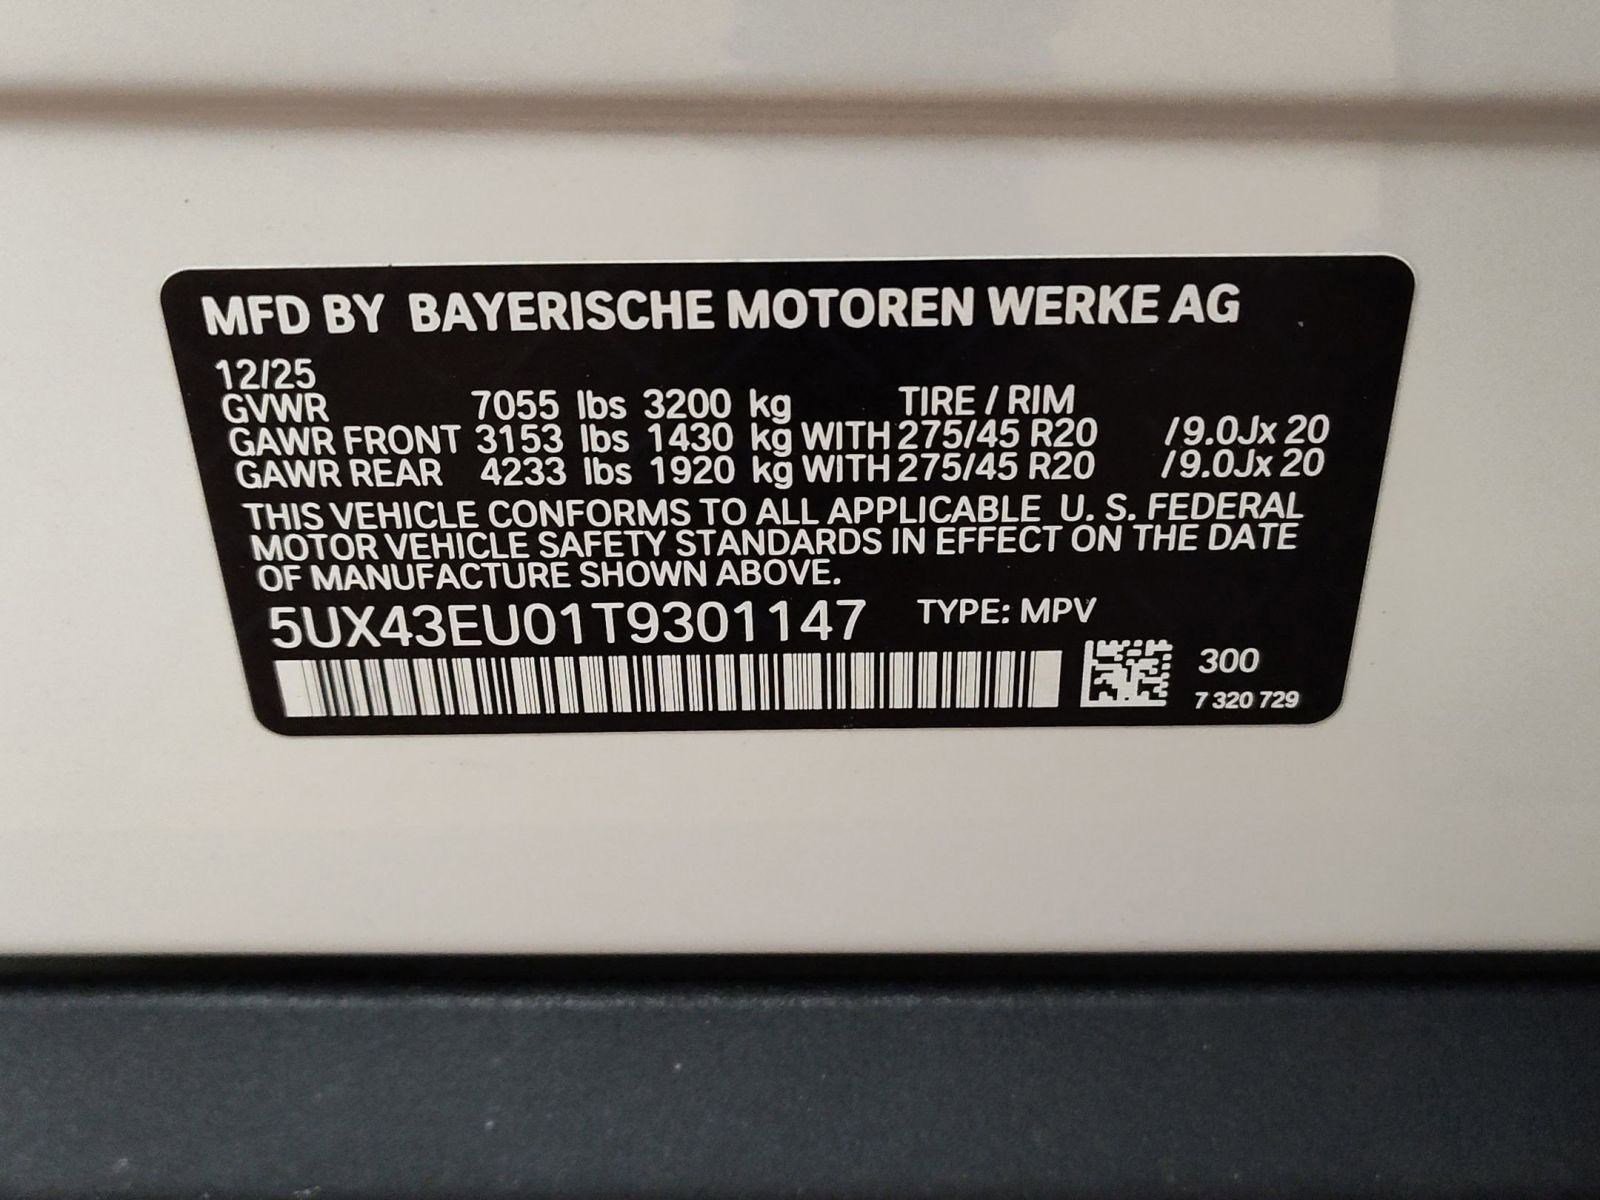 MFD BY BAYERISCHE MOTOREN WERKE AG
12/25
GVWR 7055 lbs 3200 kg TIRE / RIM
GAWR FRONT 3153 lbs 1430 kg WITH 275/45 R20 / 9.0Jx 20
GAWR REAR 4233 lbs 1920 kg WITH 275/45 R20 / 9.0Jx 20
THIS VEHICLE CONFORMS TO ALL APPLICABLE U. S. FEDERAL
MOTOR VEHICLE SAFETY STANDARDS IN EFFECT ON THE DATE
OF MANUFACTURE SHOWN ABOVE.
5UX43EU01T9301147 TYPE: MPV
300
7 320 729